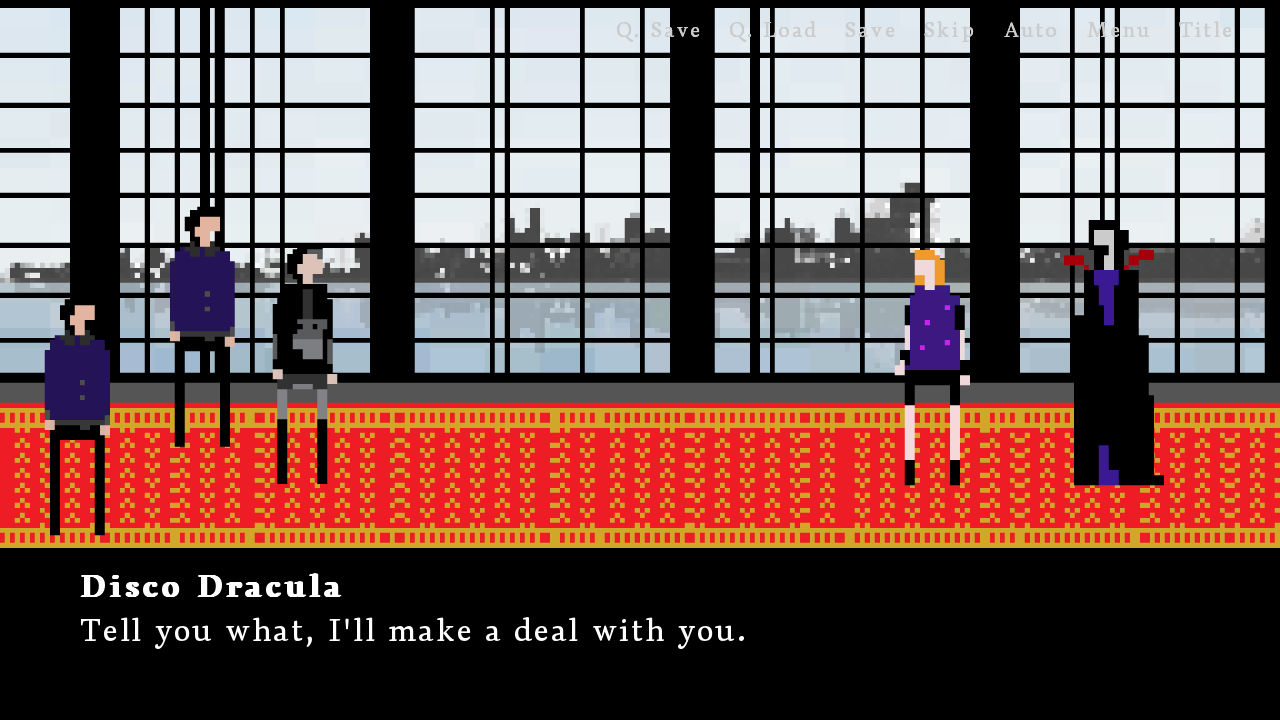 Q. Save Q. Load Save Skip Auto Menu Title
Disco Dracula
Tell you what, I'll make a deal with you.